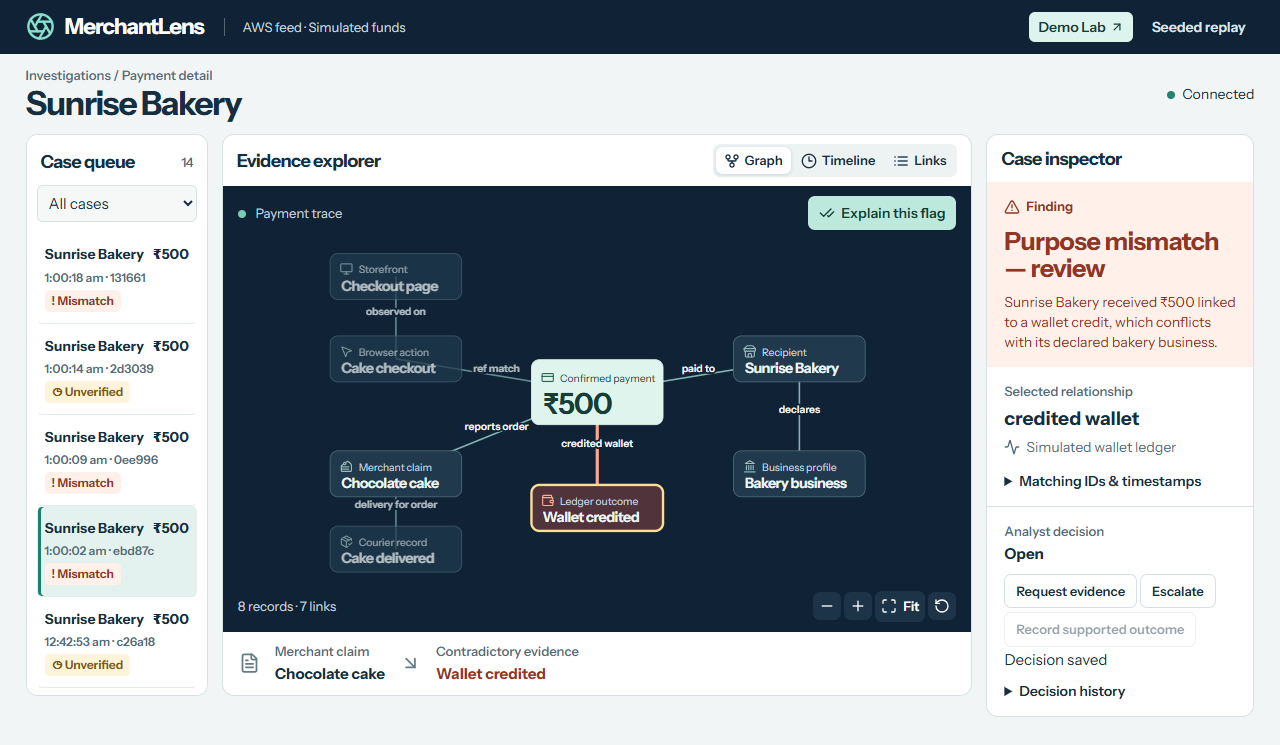 MerchantLens
AWS feed · Simulated funds
Demo Lab
Seeded replay
Investigations / Payment detail
Sunrise Bakery
Connected
Case queue
14
All cases
Sunrise Bakery ₹500
1:00:18 am · 131661
! Mismatch
Sunrise Bakery ₹500
1:00:14 am · 2d3039
Unverified
Sunrise Bakery ₹500
1:00:09 am · 0ee996
! Mismatch
Sunrise Bakery ₹500
1:00:02 am · ebd87c
! Mismatch
Sunrise Bakery ₹500
12:42:53 am · c26a18
Unverified
Evidence explorer
Graph
Timeline
Links
Payment trace
Explain this flag
Storefront
Checkout page
observed on
Browser action
Cake checkout
ref match
Confirmed payment
₹500
paid to
Recipient
Sunrise Bakery
declares
reports order
credited wallet
Merchant claim
Chocolate cake
delivery for order
Courier record
Cake delivered
Ledger outcome
Wallet credited
Business profile
Bakery business
8 records · 7 links
Fit
Merchant claim
Chocolate cake
Contradictory evidence
Wallet credited
Case inspector
Finding
Purpose mismatch
— review
Sunrise Bakery received ₹500 linked
to a wallet credit, which conflicts
with its declared bakery business.
Selected relationship
credited wallet
Simulated wallet ledger
Matching IDs & timestamps
Analyst decision
Open
Request evidence
Escalate
Record supported outcome
Decision saved
Decision history